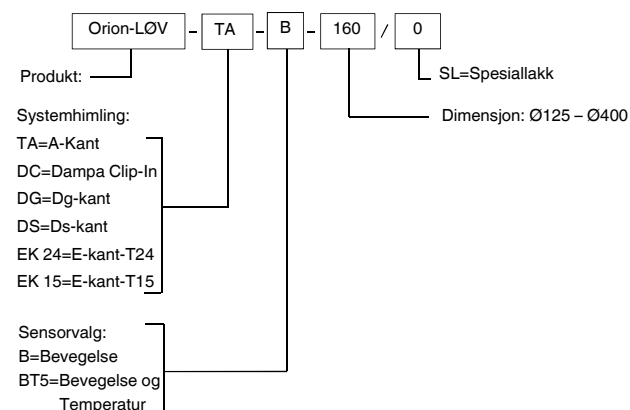 Orion-LØV - TA - B - 160 / 0
Produkt:
SL=Spesiallakk
Dimensjon: Ø125 – Ø400
Systemhimling:
TA=A-Kant
DC=Dampa Clip-In
DG=Dg-kant
DS=Ds-kant
EK 24=E-kant-T24
EK 15=E-kant-T15
Sensorvalg:
B=Bevegelse
BT5=Bevegelse og
Temperatur